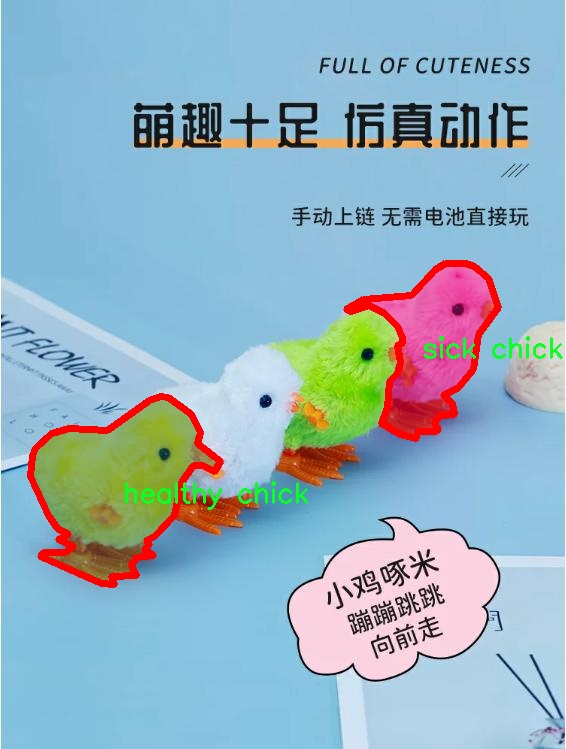 FULL OF CUTENESS
萌趣十足 仿真动作
手动上链 无需电池直接玩
sick chick
FLOWER
healthy chick
小鸡啄米
蹦蹦跳跳
向前走